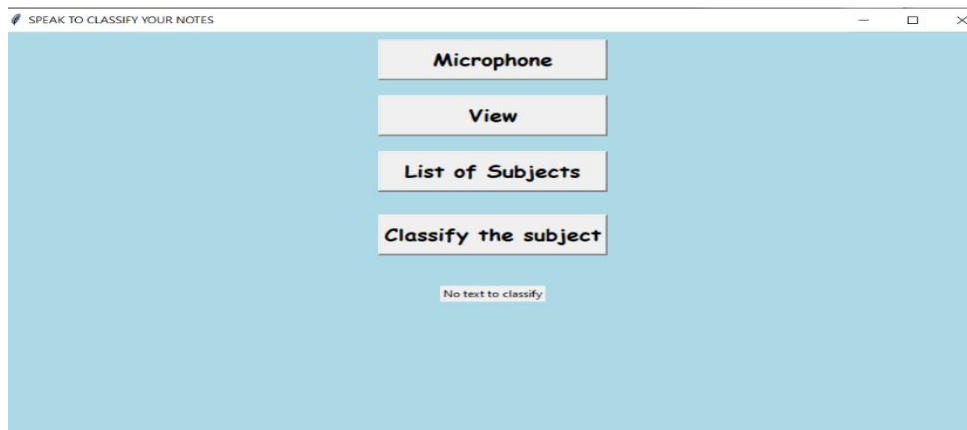 SPEAK TO CLASSIFY YOUR NOTES
Microphone
View
List of Subjects
Classify the subject
No text to classify